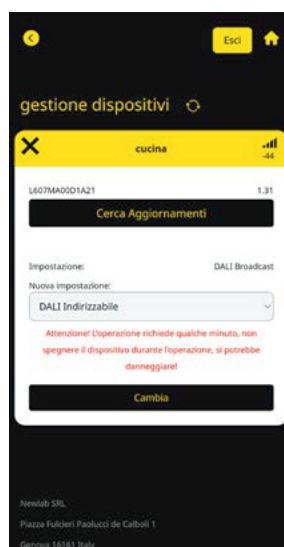 Esci
gestione dispositivi
cucina
-44
L607MA00D1A21 1.31
Cerca Aggiornamenti
Impostazione: DALI Broadcast
Nuova impostazione:
DALI Indirizzabile
Attenzione! L'operazione richiede qualche minuto, non
spegnere il dispositivo durante l'operazione, si potrebbe
danneggiare!
Cambia
Newlab SRL
Piazza Fulcieri Paolucci de Calboli 1
Genova 16161 Italy